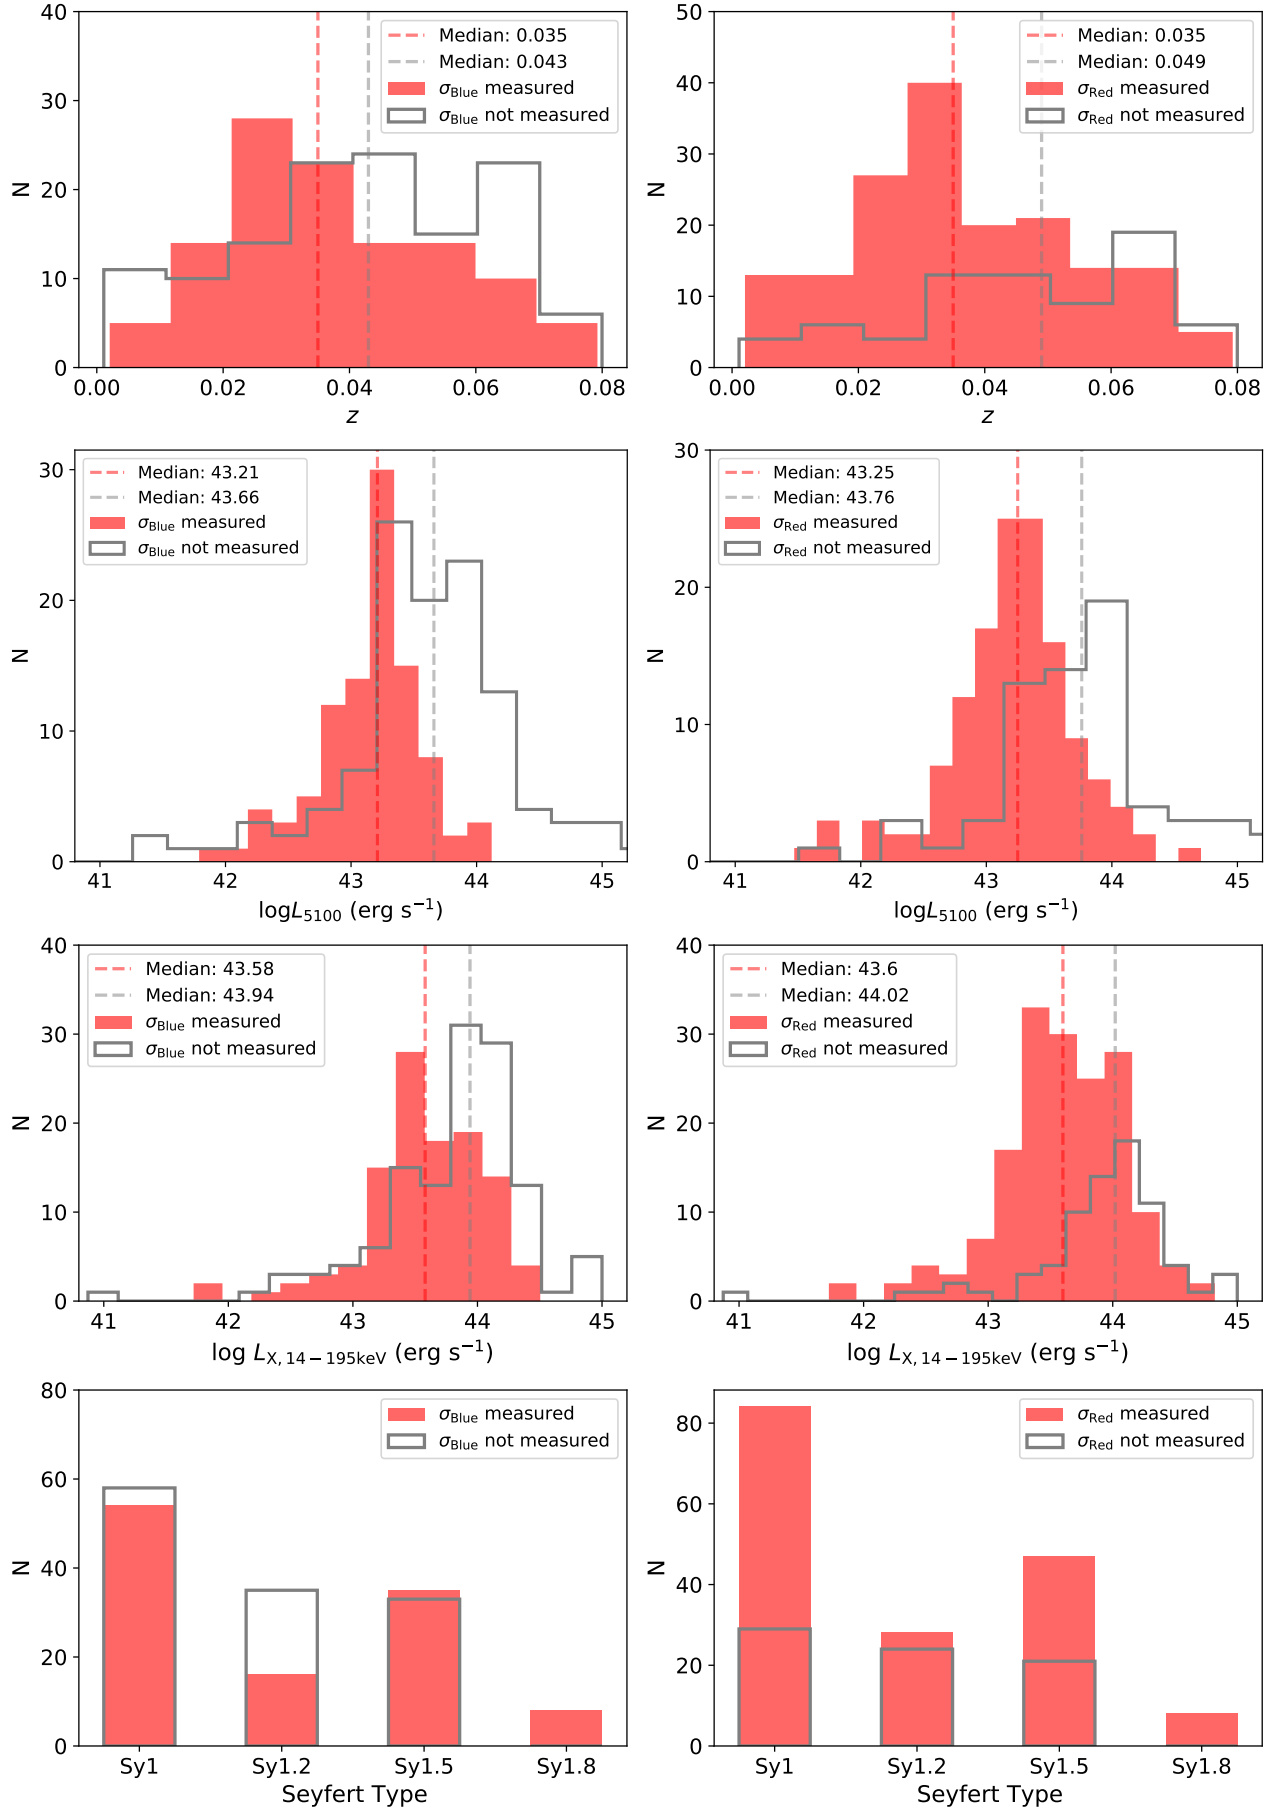 40
30
20
10
0
N
Median: 0.035
Median: 0.043
σBlue measured
σBlue not measured
0.00 0.02 0.04 0.06 0.08
z
50
40
30
20
10
0
N
Median: 0.035
Median: 0.049
σRed measured
σRed not measured
0.00 0.02 0.04 0.06 0.08
z
30
20
10
0
N
Median: 43.21
Median: 43.66
σBlue measured
σBlue not measured
41 42 43 44 45
logL5100 (erg s−1)
30
25
20
15
10
5
0
N
Median: 43.25
Median: 43.76
σRed measured
σRed not measured
41 42 43 44 45
logL5100 (erg s−1)
40
30
20
10
0
N
Median: 43.58
Median: 43.94
σBlue measured
σBlue not measured
41 42 43 44 45
log LX, 14−195keV (erg s−1)
40
30
20
10
0
N
Median: 43.6
Median: 44.02
σRed measured
σRed not measured
41 42 43 44 45
log LX, 14−195keV (erg s−1)
80
60
40
20
0
N
σBlue measured
σBlue not measured
Sy1 Sy1.2 Sy1.5 Sy1.8
Seyfert Type
80
60
40
20
0
N
σRed measured
σRed not measured
Sy1 Sy1.2 Sy1.5 Sy1.8
Seyfert Type